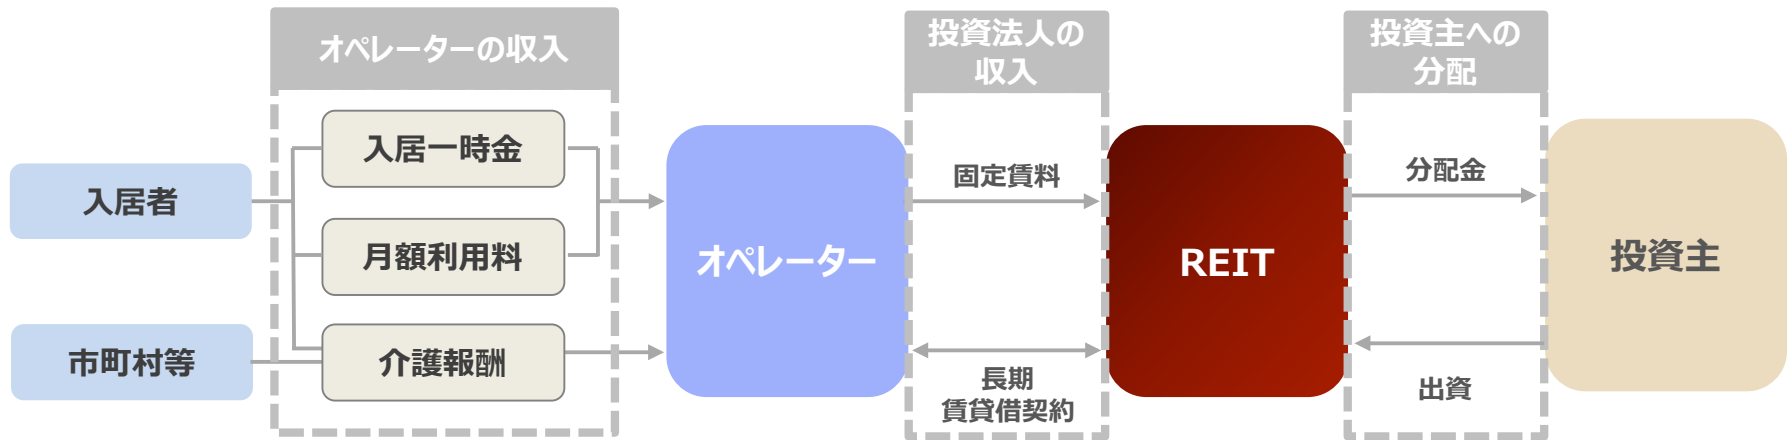 オペレーターの収入
投資法人の
収入
投資主への
分配
入居者
市町村等
入居一時金
月額利用料
介護報酬
オペレーター
固定賃料
長期
賃貸借契約
REIT
分配金
出資
投資主